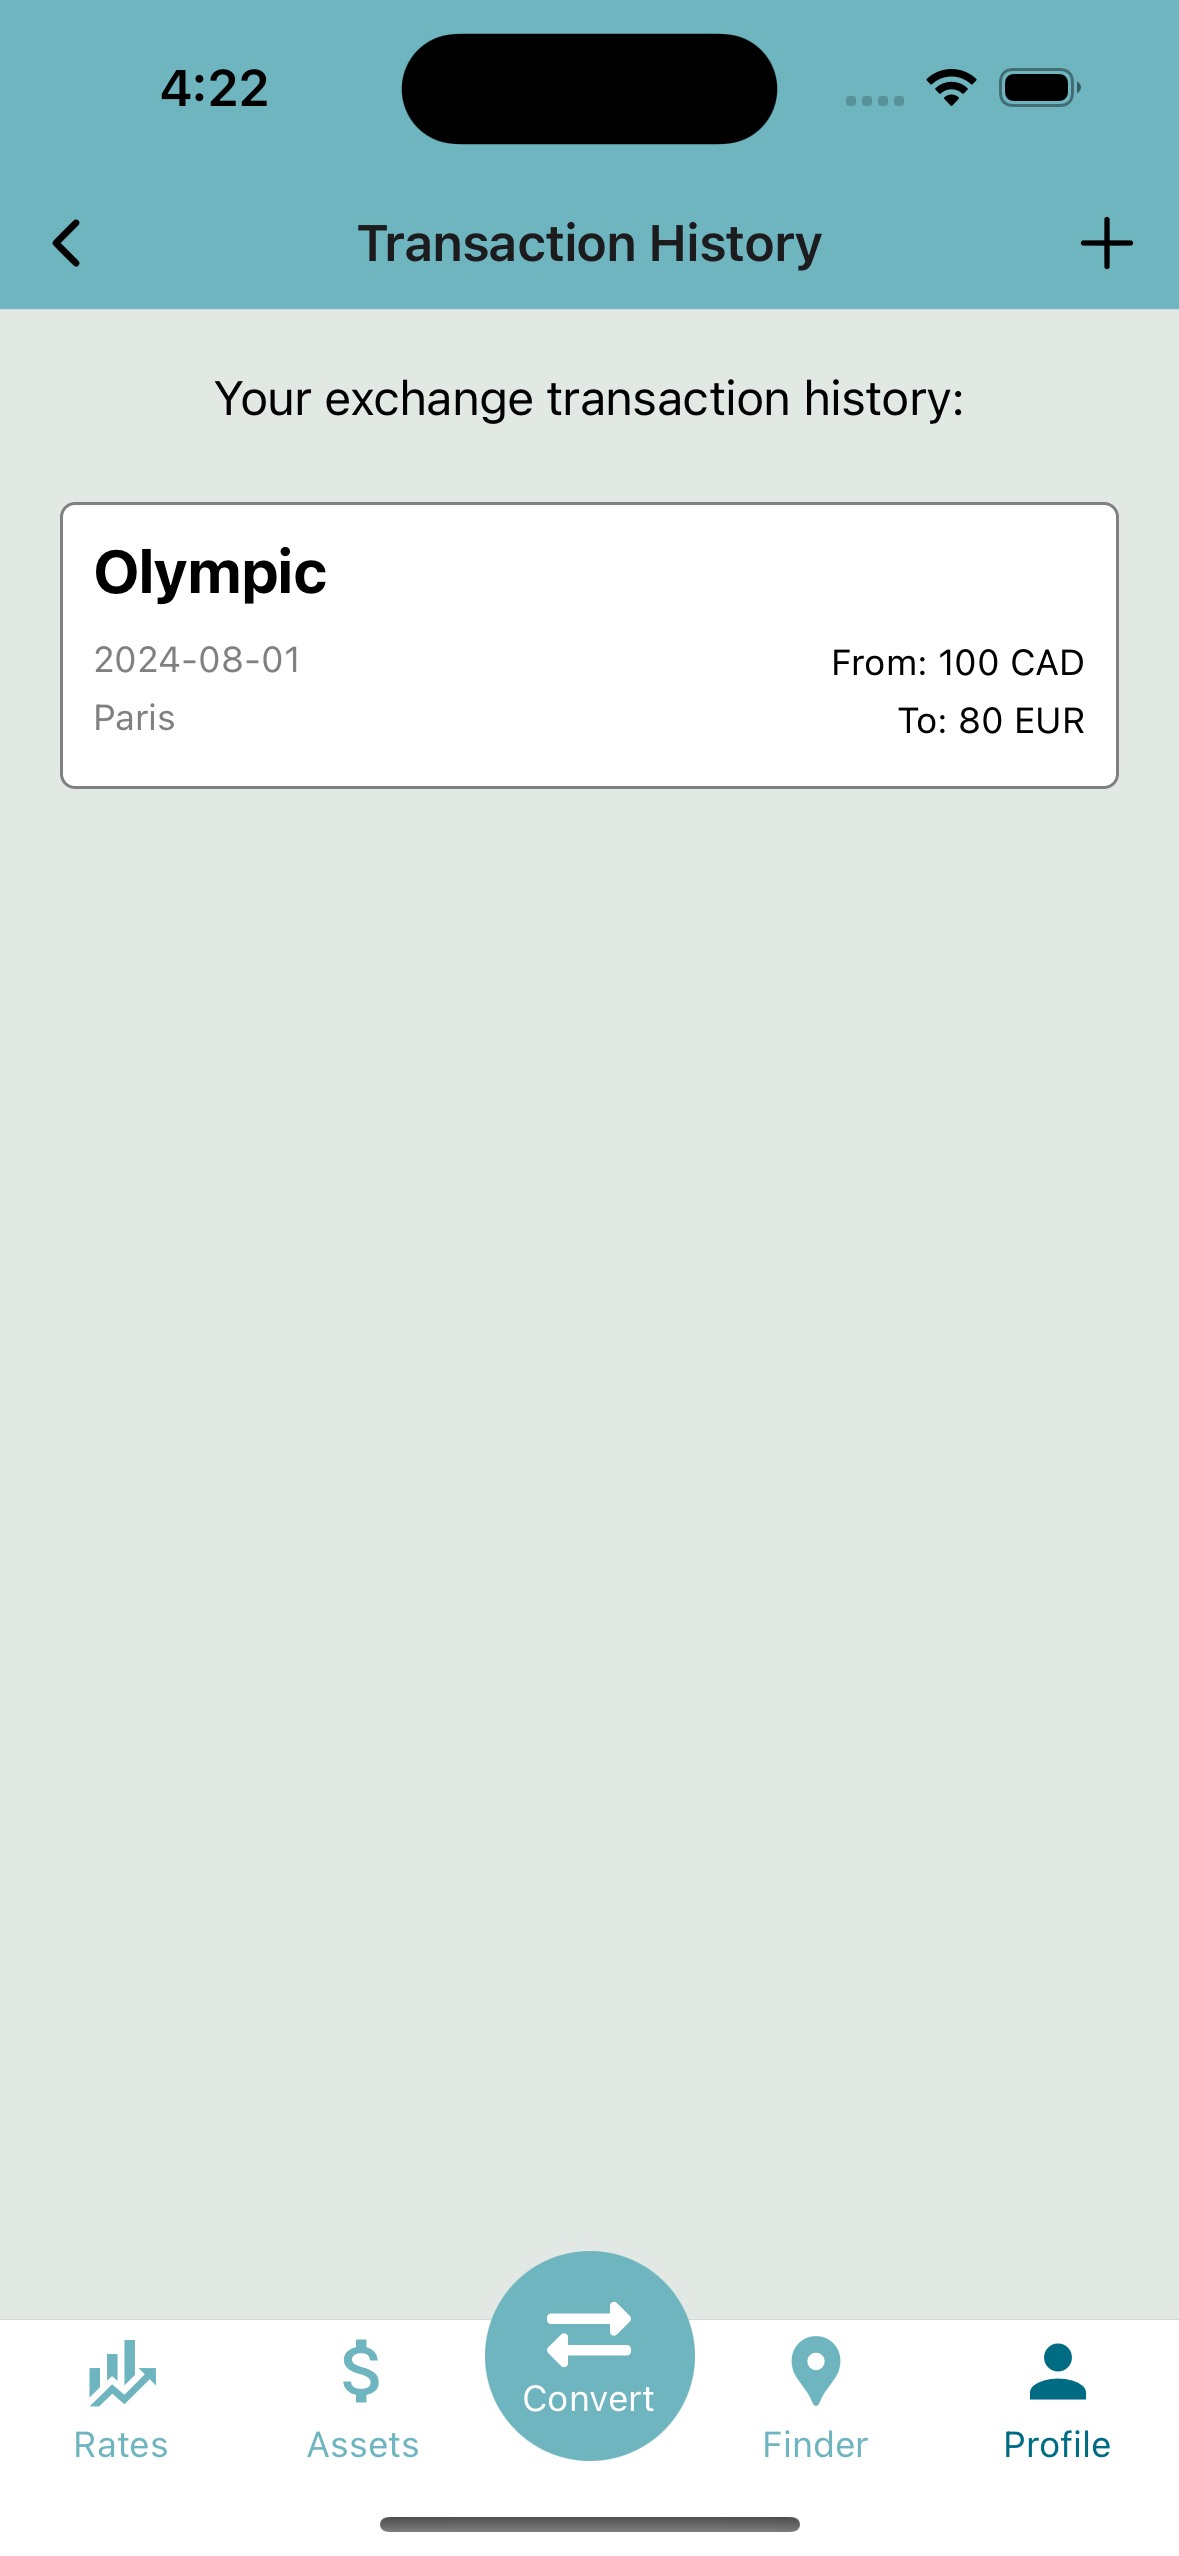 4:22
Transaction History
Your exchange transaction history:
Olympic
2024-08-01
From: 100 CAD
Paris
To: 80 EUR
Convert
Rates
Assets
Finder
Profile